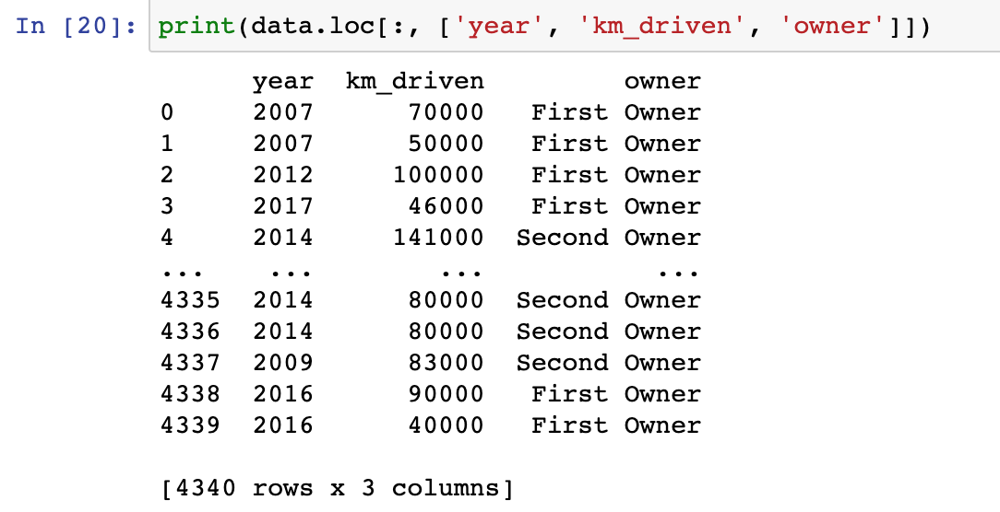 In [20]: print(data.loc[:, ['year', 'km_driven', 'owner']])
year km_driven owner
0 2007 70000 First Owner
1 2007 50000 First Owner
2 2012 100000 First Owner
3 2017 46000 First Owner
4 2014 141000 Second Owner
... ... ... ...
4335 2014 80000 Second Owner
4336 2014 80000 Second Owner
4337 2009 83000 Second Owner
4338 2016 90000 First Owner
4339 2016 40000 First Owner
[4340 rows x 3 columns]